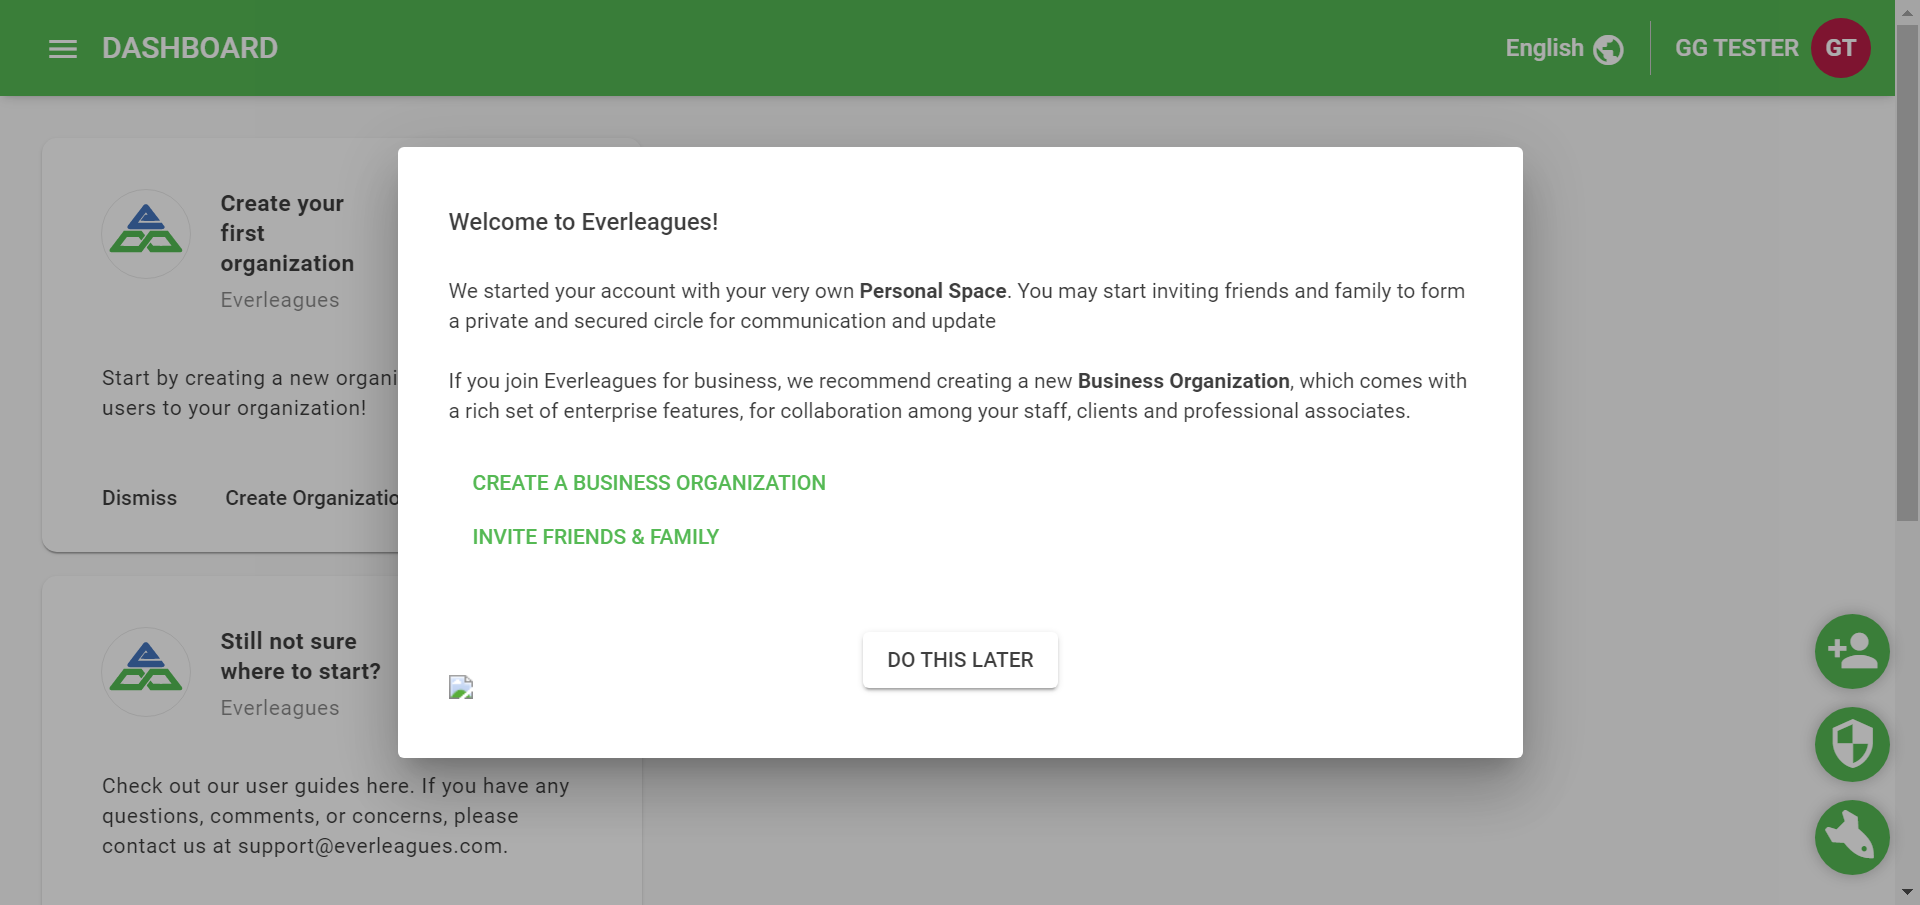 DASHBOARD
English
GG TESTER
GT
Create your
first
organization
Everleagues
Start by creating a new organi
users to your organization!
Dismiss
Create Organizatio
Welcome to Everleagues!
We started your account with your very own Personal Space. You may start inviting friends and family to form
a private and secured circle for communication and update
If you join Everleagues for business, we recommend creating a new Business Organization, which comes with
a rich set of enterprise features, for collaboration among your staff, clients and professional associates.
CREATE A BUSINESS ORGANIZATION
INVITE FRIENDS & FAMILY
DO THIS LATER
Still not sure
where to start?
Everleagues
Check out our user guides here. If you have any
questions, comments, or concerns, please
contact us at support@everleagues.com.